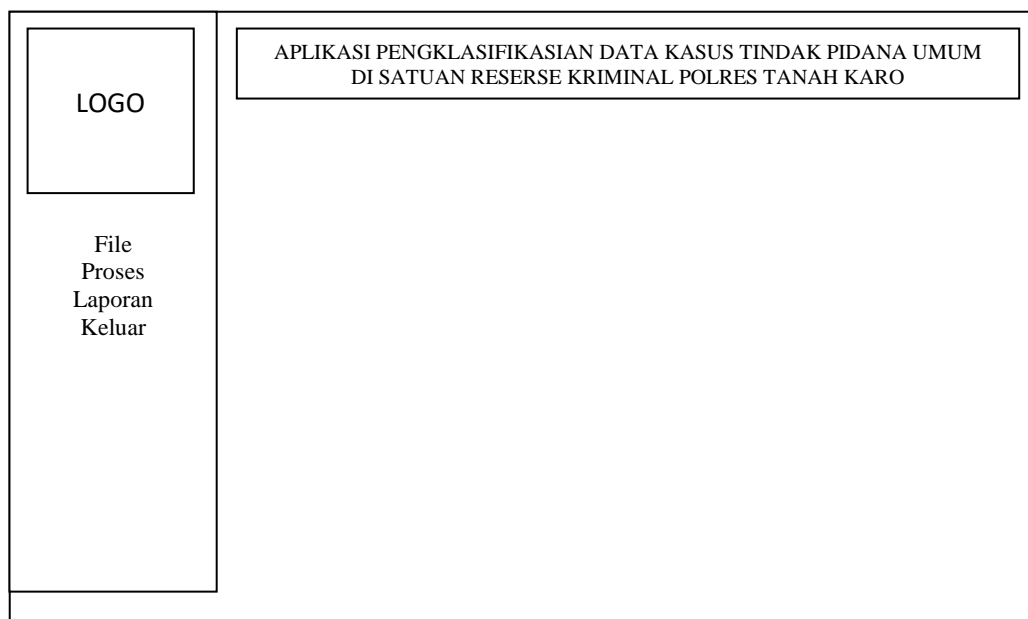 LOGO
APLIKASI PENGKLASIFIKASIAN DATA KASUS TINDAK PIDANA UMUM
DI SATUAN RESERSE KRIMINAL POLRES TANAH KARO
File
Proses
Laporan
Keluar